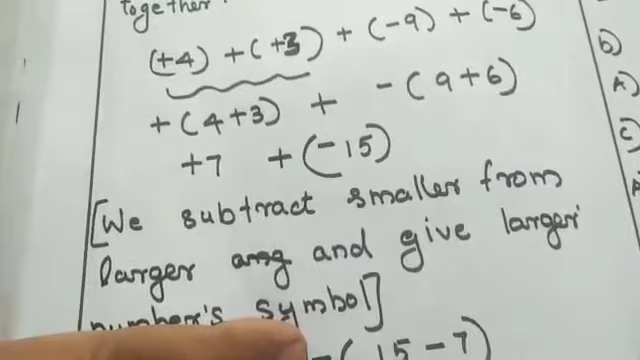 together.
(+4) + (+3) + (-9) + (-6)
+ (4+3) + - (9+6)
+7 + (-15)
[We subtract smaller from
larger and give larger
number's symbol]
- (15 - 7)
b)
A)
c)